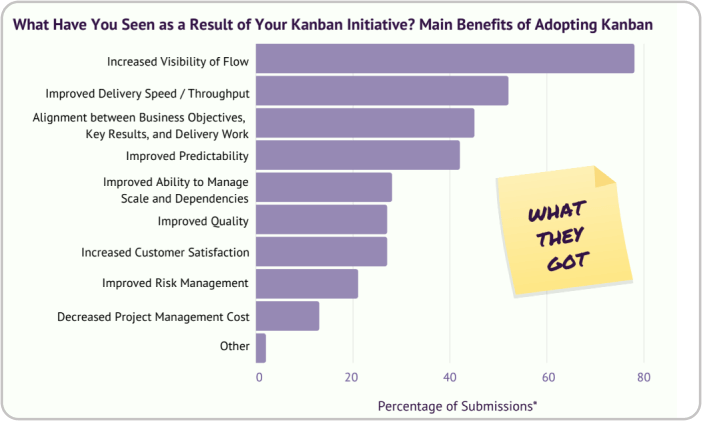 What Have You Seen as a Result of Your Kanban Initiative? Main Benefits of Adopting Kanban
Increased Visibility of Flow
Improved Delivery Speed / Throughput
Alignment between Business Objectives,
Key Results, and Delivery Work
Improved Predictability
Improved Ability to Manage
Scale and Dependencies
Improved Quality
Increased Customer Satisfaction
Improved Risk Management
Decreased Project Management Cost
Other
WHAT
THEY
GOT
0 20 40 60 80
Percentage of Submissions*